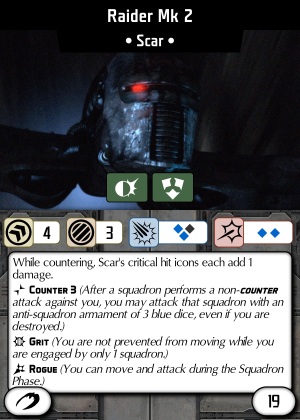 Raider Mk 2
• Scar •
4
3
While countering, Scar's critical hit icons each add 1
damage.
COUNTER 3 (After a squadron performs a non-COUNTER
attack against you, you may attack that squadron with an
anti-squadron armament of 3 blue dice, even if you are
destroyed.)
GRIT (You are not prevented from moving while you
are engaged by only 1 squadron.)
ROGUE (You can move and attack during the Squadron
Phase.)
19